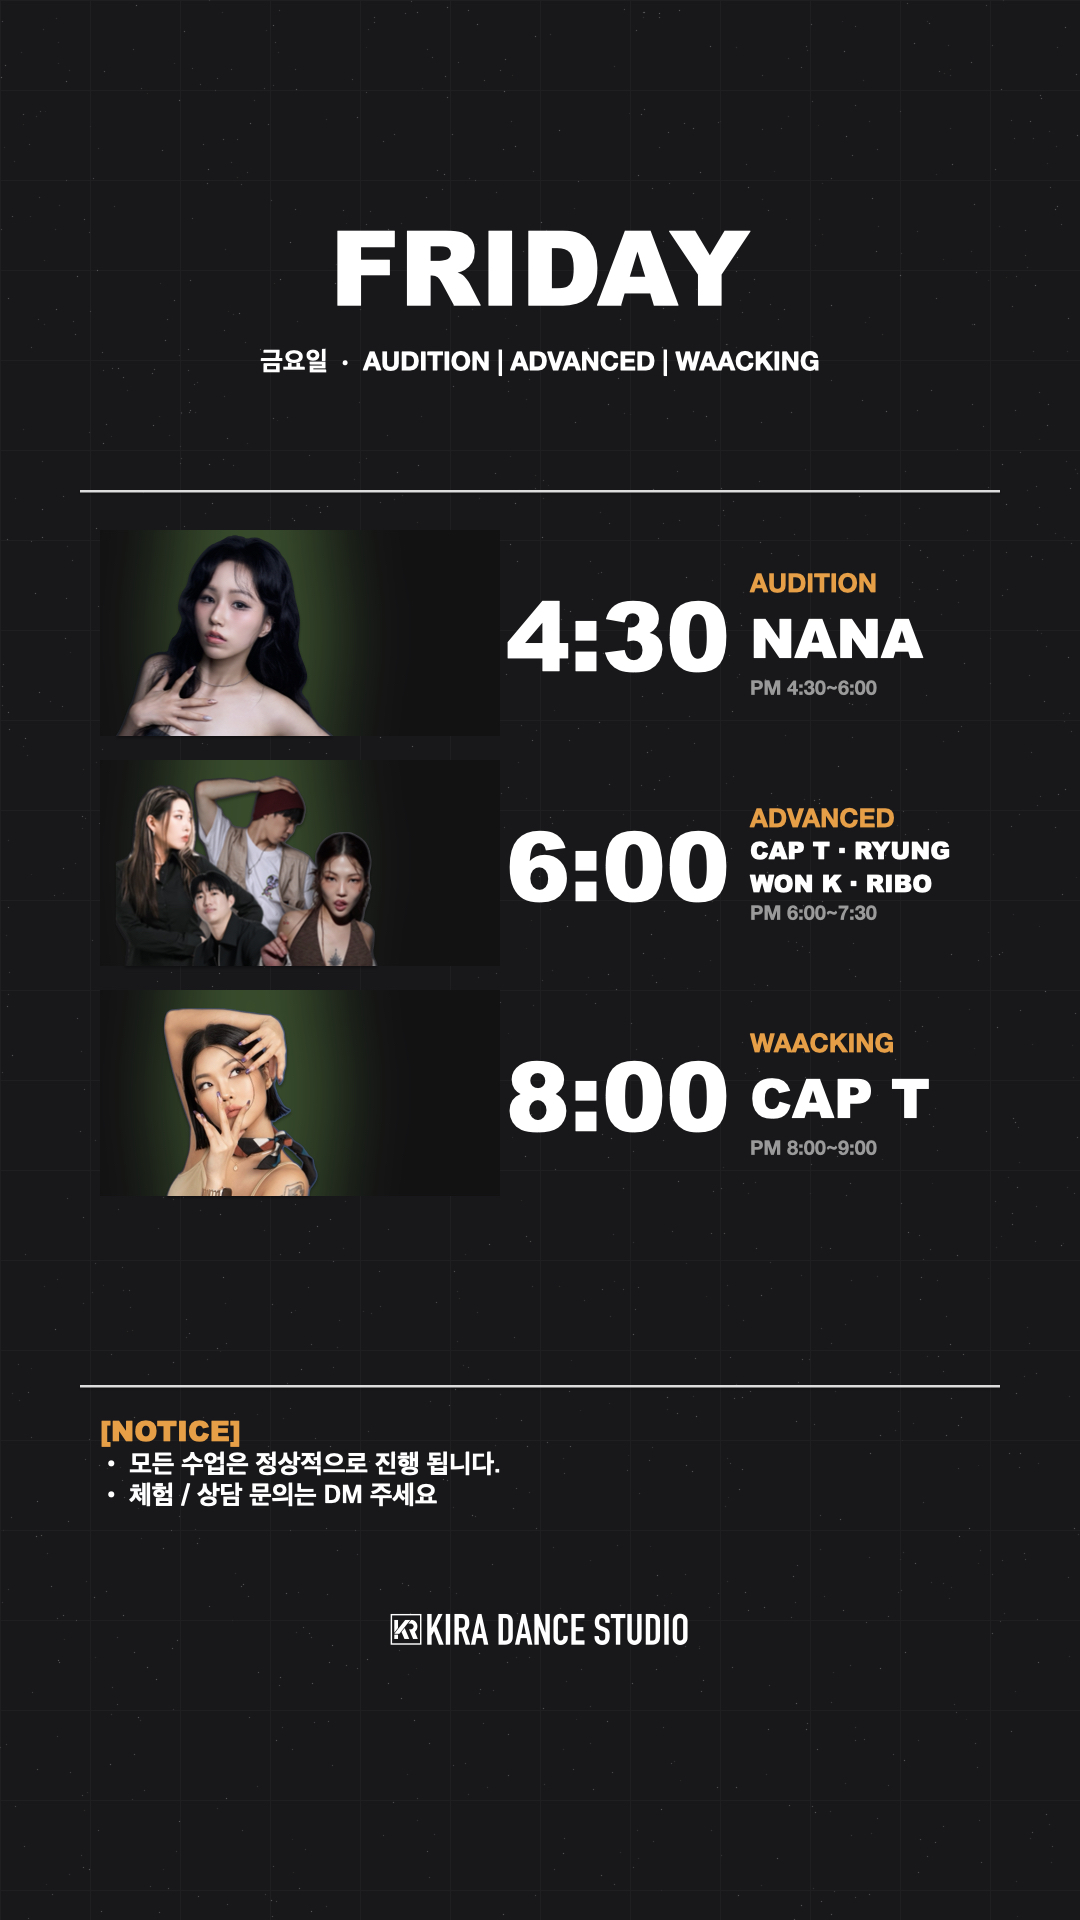 FRIDAY
금요일 · AUDITION | ADVANCED | WAACKING
4:30
AUDITION
NANA
PM 4:30~6:00
6:00
ADVANCED
CAP T · RYUNG
WON K · RIBO
PM 6:00~7:30
8:00
WAACKING
CAP T
PM 8:00~9:00
[NOTICE]
· 모든 수업은 정상적으로 진행 됩니다.
· 체험 / 상담 문의는 DM 주세요
KR KIRA DANCE STUDIO